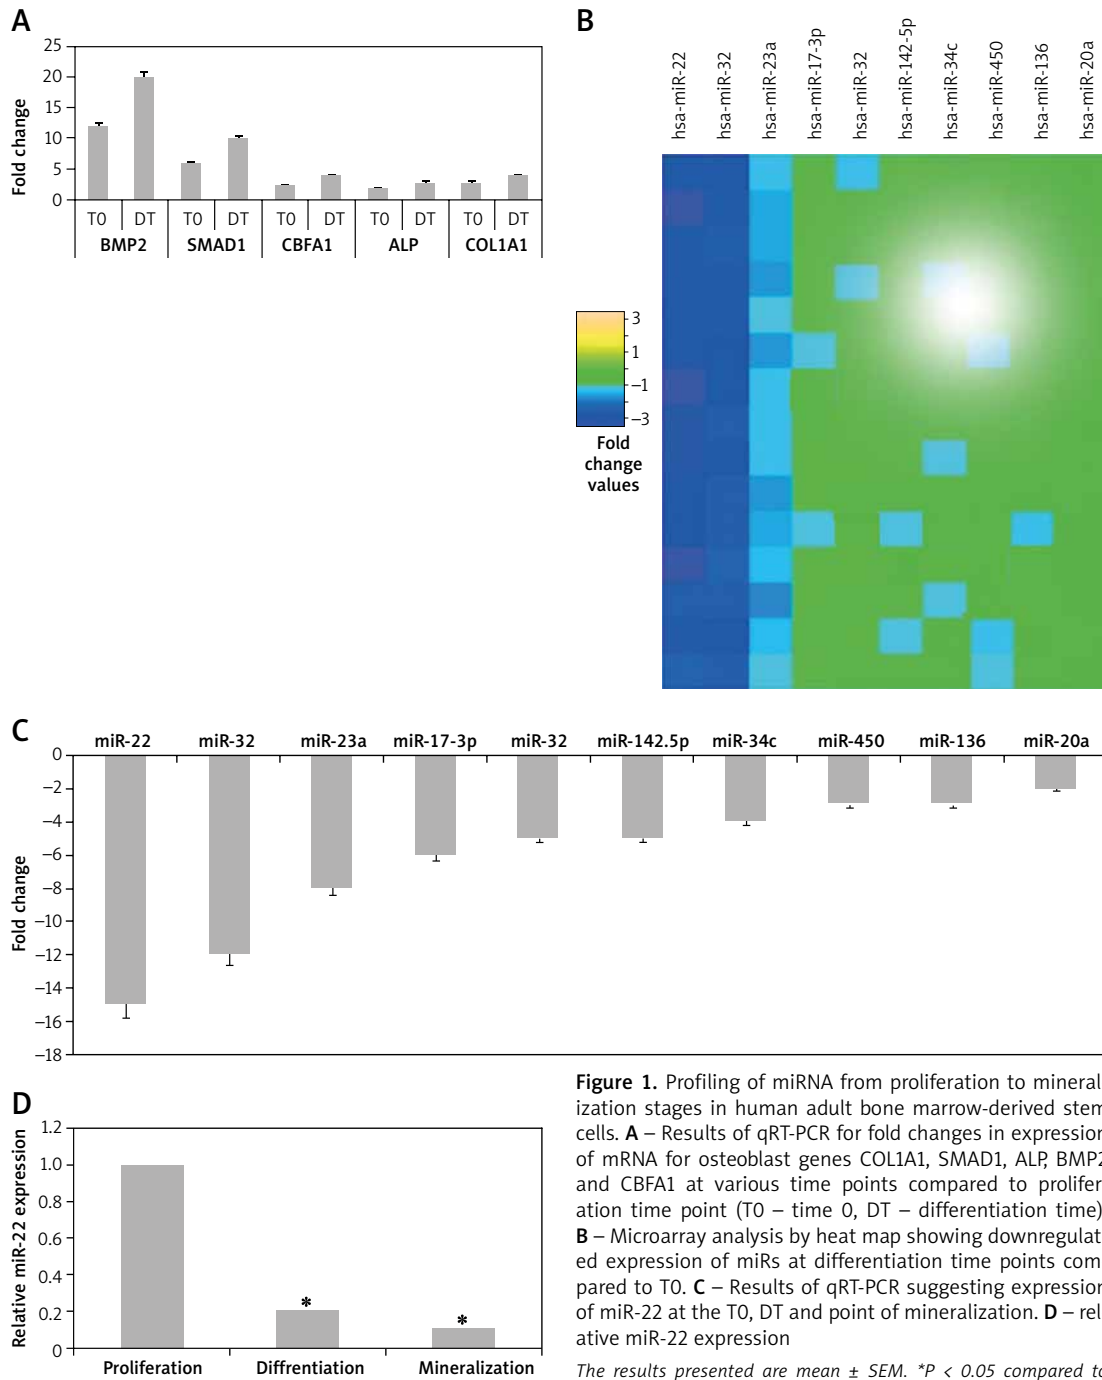 A
25
20
15
10
5
0
Fold change
T0 DT T0 DT T0 DT T0 DT T0 DT
BMP2 SMAD1 CBFA1 ALP COL1A1
B
hsa-miR-22
hsa-miR-32
hsa-miR-23a
hsa-miR-17-3p
hsa-miR-32
hsa-miR-142-5p
hsa-miR-34c
hsa-miR-450
hsa-miR-136
hsa-miR-20a
3
1
−1
−3
Fold
change
values
C
miR-22 miR-32 miR-23a miR-17-3p miR-32 miR-142.5p miR-34c miR-450 miR-136 miR-20a
0
−2
−4
−6
−8
−10
−12
−14
−16
−18
Fold change
D
1.2
1.0
0.8
0.6
0.4
0.2
0
Relative miR-22 expression
* *
Proliferation Diffrentiation Mineralization
Figure 1. Profiling of miRNA from proliferation to mineral-
ization stages in human adult bone marrow-derived stem
cells. A – Results of qRT-PCR for fold changes in expression
of mRNA for osteoblast genes COL1A1, SMAD1, ALP, BMP2
and CBFA1 at various time points compared to prolifer-
ation time point (T0 – time 0, DT – differentiation time)
B – Microarray analysis by heat map showing downregulat-
ed expression of miRs at differentiation time points com-
pared to T0. C – Results of qRT-PCR suggesting expression
of miR-22 at the T0, DT and point of mineralization. D – rel-
ative miR-22 expression
The results presented are mean ± SEM. *P < 0.05 compared to